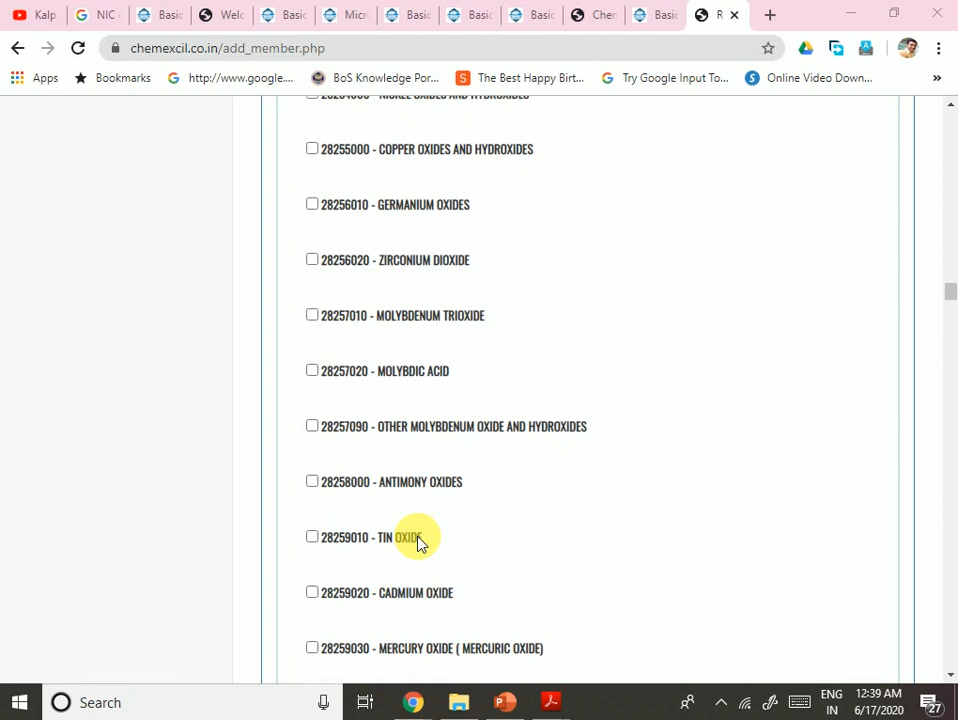 Kalp
NIC
Basic
Welc
Basic
Micr
Basic
Basic
Basic
Chem
Basic
R
chemexcil.co.in/add_member.php
Apps
Bookmarks
http://www.google....
BoS Knowledge Por...
The Best Happy Birt...
Try Google Input To...
Online Video Down...
»
28255000 - COPPER OXIDES AND HYDROXIDES
28256010 - GERMANIUM OXIDES
28256020 - ZIRCONIUM DIOXIDE
28257010 - MOLYBDENUM TRIOXIDE
28257020 - MOLYBDIC ACID
28257090 - OTHER MOLYBDENUM OXIDE AND HYDROXIDES
28258000 - ANTIMONY OXIDES
28259010 - TIN OXIDE
28259020 - CADMIUM OXIDE
28259030 - MERCURY OXIDE ( MERCURIC OXIDE)
Search
ENG
IN
12:39 AM
6/17/2020
27